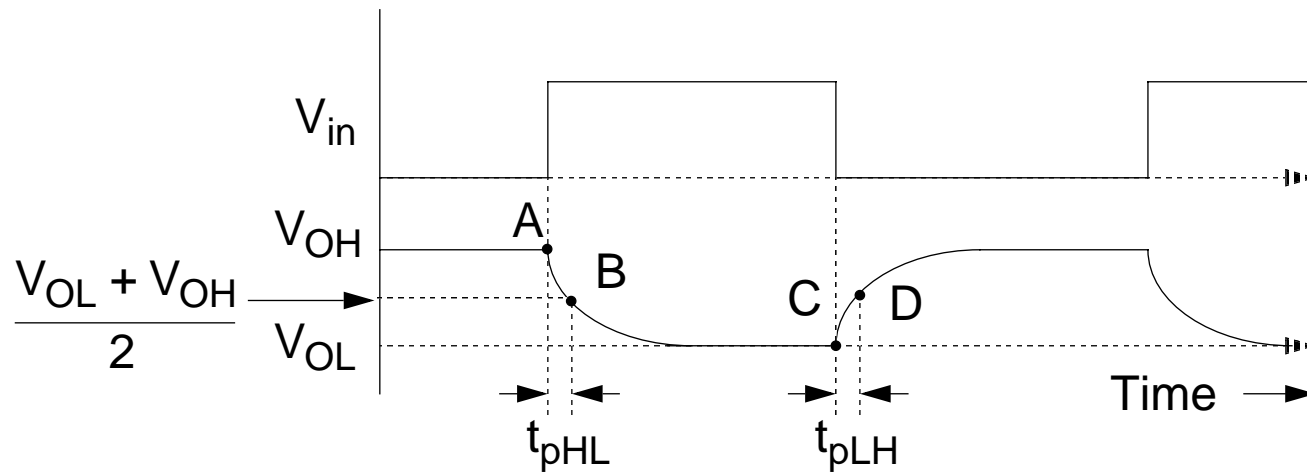 V_in
V_OH
A
B
V_OL + V_OH
2
C
D
V_OL
Time
t_pHL
t_pLH